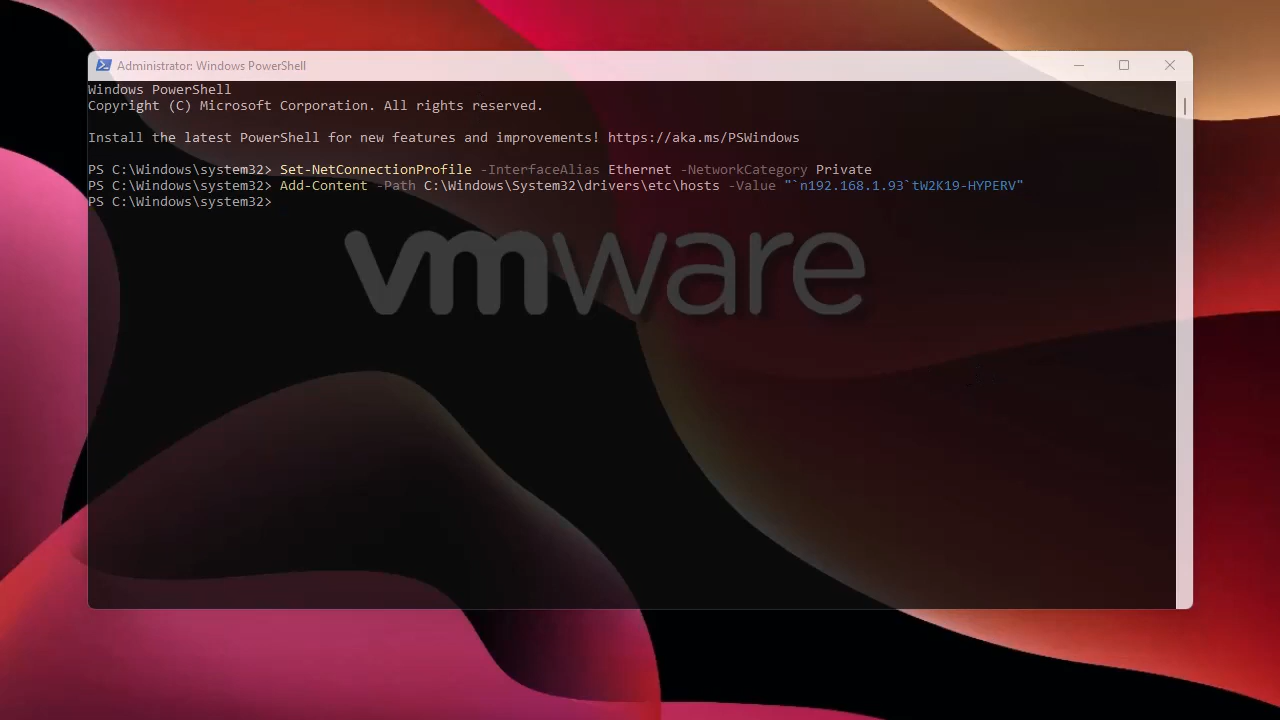 Administrator: Windows PowerShell
Windows PowerShell
Copyright (C) Microsoft Corporation. All rights reserved.
Install the latest PowerShell for new features and improvements! https://aka.ms/PSWindows
PS C:\Windows\system32> Set-NetConnectionProfile -InterfaceAlias Ethernet -NetworkCategory Private
PS C:\Windows\system32> Add-Content -Path C:\Windows\System32\drivers\etc\hosts -Value "`n192.168.1.93`tW2K19-HYPERV"
PS C:\Windows\system32>
vmware